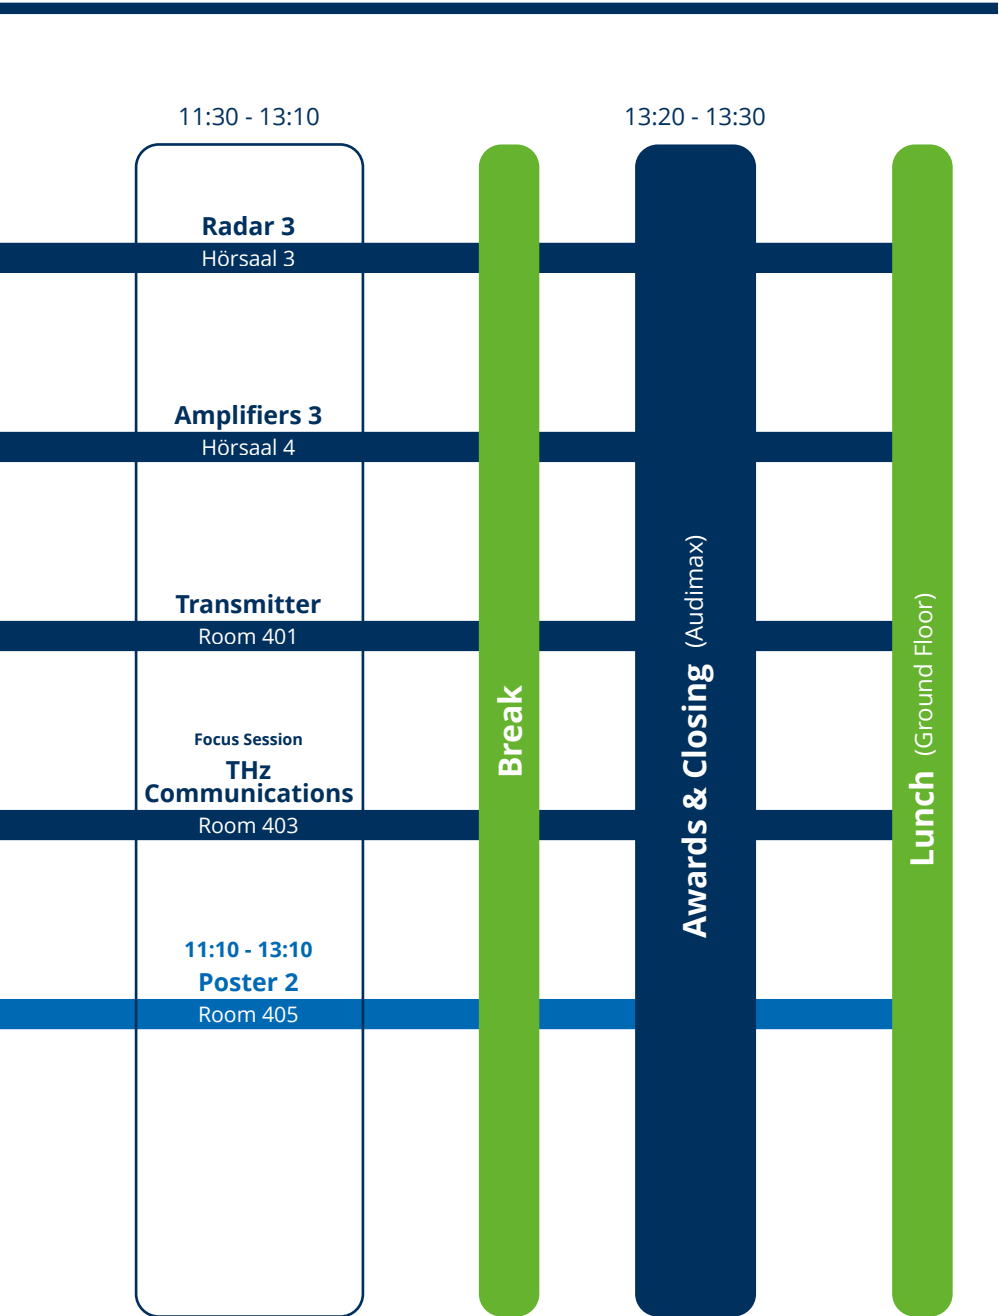 11:30 - 13:10
Radar 3
Hörsaal 3
Amplifiers 3
Hörsaal 4
Transmitter
Room 401
Focus Session
THz
Communications
Room 403
11:10 - 13:10
Poster 2
Room 405
Break
13:20 - 13:30
Awards & Closing (Audimax)
Lunch (Ground Floor)